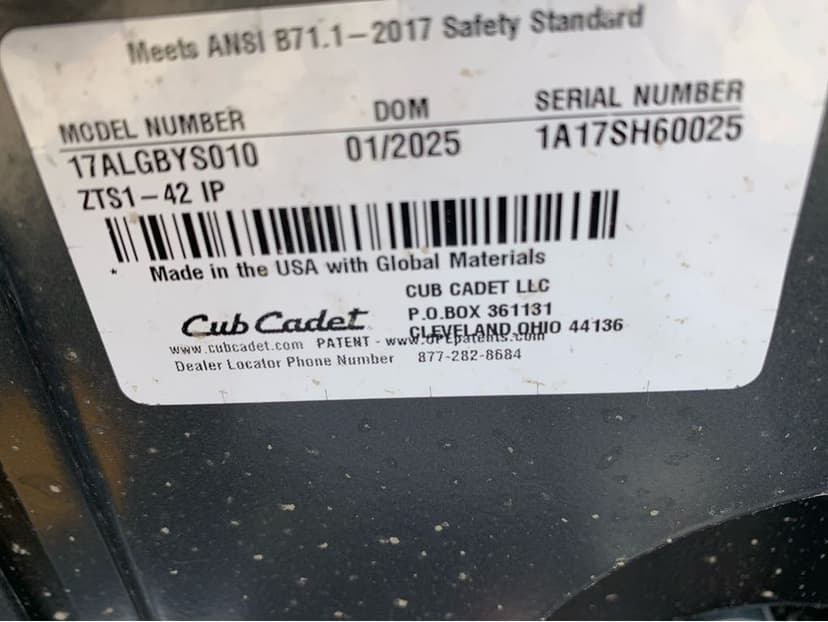 Meets ANSI B71.1-2017 Safety Standard
MODEL NUMBER DOM SERIAL NUMBER
17ALGBYS010 01/2025 1A17SH60025
ZTS1-42 IP
* Made in the USA with Global Materials
Cub Cadet
CUB CADET LLC
P.O.BOX 361131
CLEVELAND,OHIO 44136
www.cubcadet.com PATENT - www.OPEpatents.com
Dealer Locator Phone Number 877-282-8684